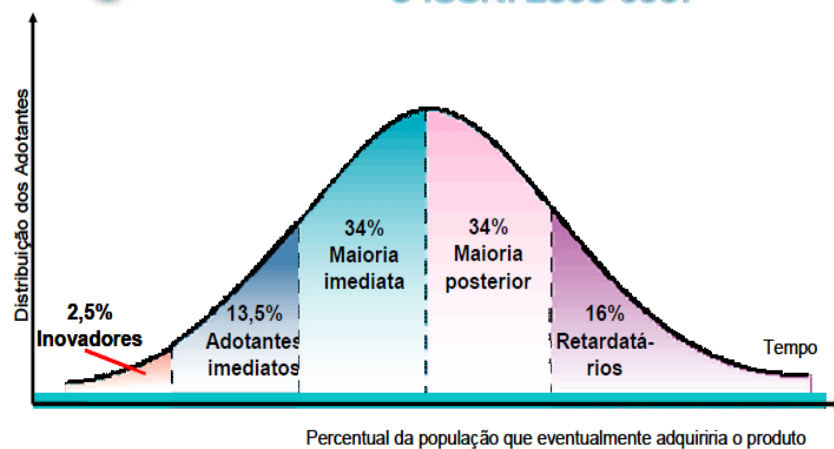 Distribuição dos Adotantes
2,5%
Inovadores
13,5%
Adotantes
imediatos
34%
Maioria
imediata
34%
Maioria
posterior
16%
Retardatá-
rios
Tempo
Percentual da população que eventualmente adquiriria o produto